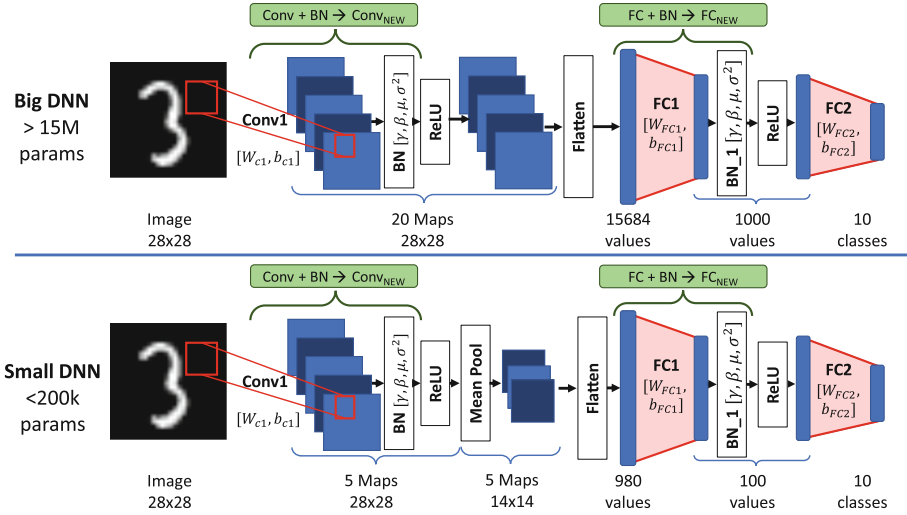 Conv + BN → Conv_NEW
FC + BN → FC_NEW
Big DNN
> 15M
params
Conv1
[W_c1, b_c1]
BN [γ, β, μ, σ²]
ReLU
Flatten
FC1
[W_FC1,
b_FC1]
BN_1 [γ, β, μ, σ²]
ReLU
FC2
[W_FC2,
b_FC2]
Image
28x28
20 Maps
28x28
15684
values
1000
values
10
classes
Conv + BN → Conv_NEW
FC + BN → FC_NEW
Small DNN
<200k
params
Conv1
[W_c1, b_c1]
BN [γ, β, μ, σ²]
ReLU
Mean Pool
Flatten
FC1
[W_FC1,
b_FC1]
BN_1 [γ, β, μ, σ²]
ReLU
FC2
[W_FC2,
b_FC2]
Image
28x28
5 Maps
28x28
5 Maps
14x14
980
values
100
values
10
classes